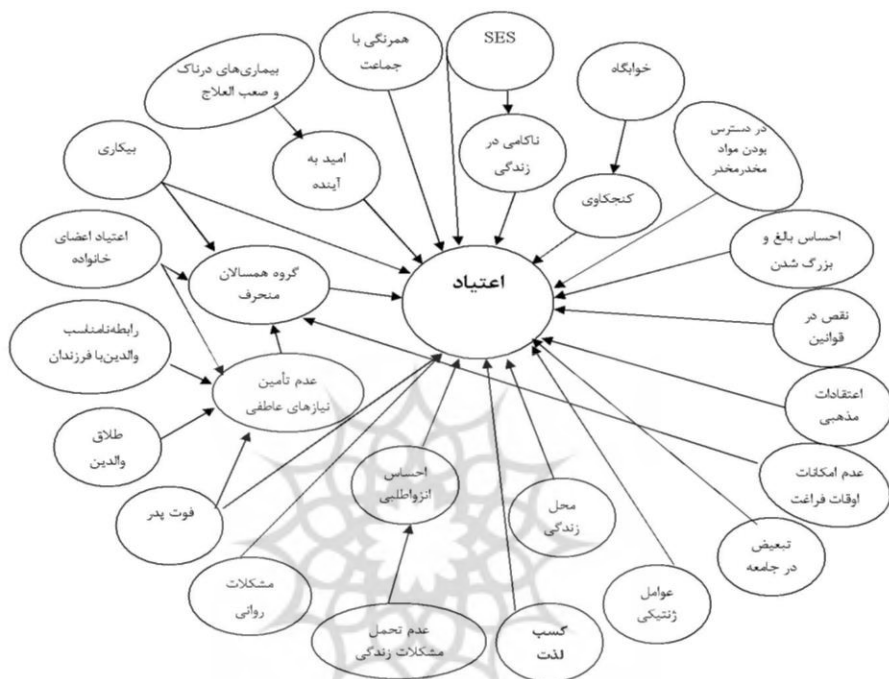 SES
خوابگاه
همرنگی با
جماعت
بیماری‌های درناک
و صعب العلاج
در دسترس
بودن مواد
مخدرمخدر
ناکامی در
زندگی
امید به
آینده
بیکاری
کنجکاوی
احساس بالغ و
بزرگ شدن
اعتیاد اعضای
خانواده
گروه همسالان
منحرف
اعتیاد
نقص در
قوانین
رابطه‌نامناسب
والدین‌با فرزندان
عدم تأمین
نیازهای عاطفی
اعتقادات
مذهبی
طلاق
والدین
احساس
انزواطلبی
محل
زندگی
عدم امکانات
اوقات فراغت
فوت پدر
تبعیض
در جامعه
مشکلات
روانی
عدم تحمل
مشکلات زندگی
کسب
لذت
عوامل
ژنتیکی